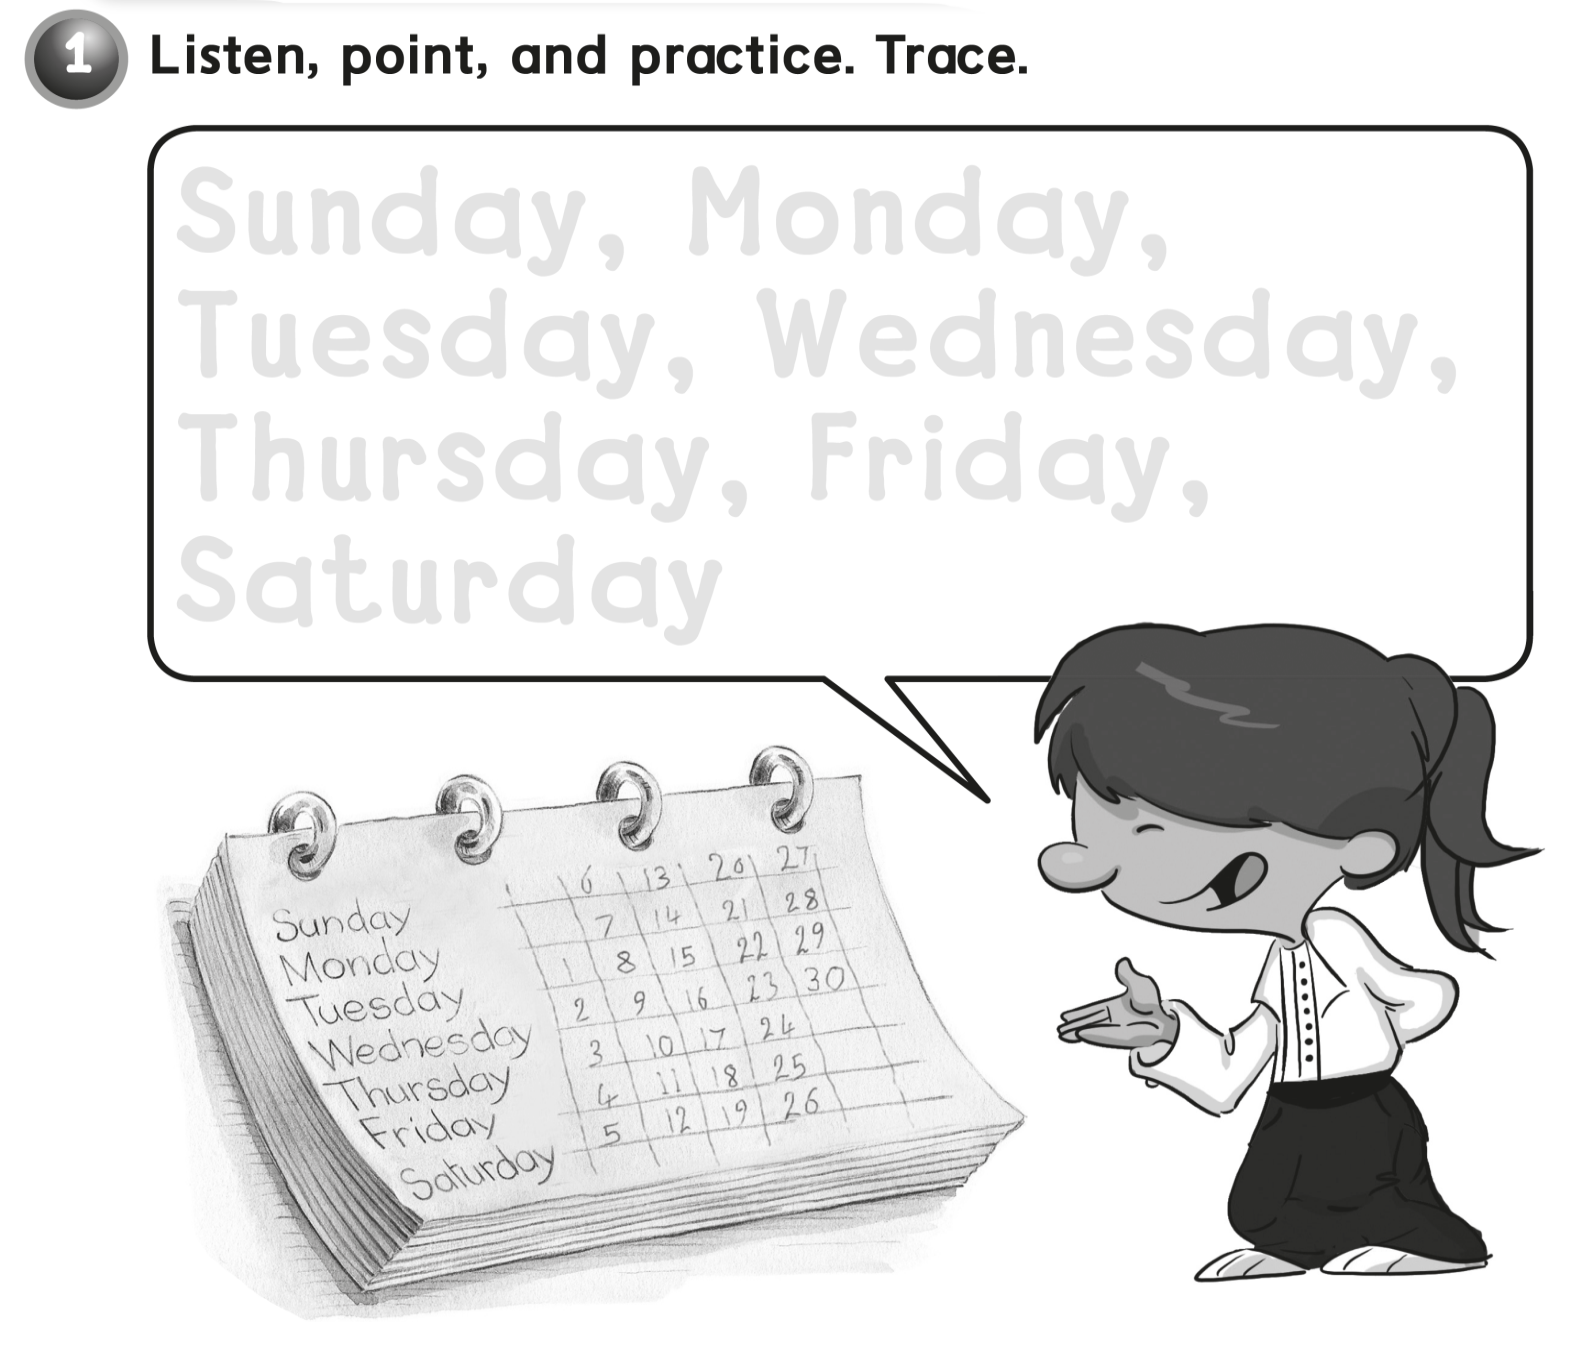 1 Listen, point, and practice. Trace.
Sunday, Monday,
Tuesday, Wednesday,
Thursday, Friday,
Saturday
6 13 20 27
Sunday 7 14 21 28
Monday 1 8 15 22 29
Tuesday 2 9 16 23 30
Wednesday 3 10 17 24
Thursday 4 11 18 25
Friday 5 12 19 26
Saturday